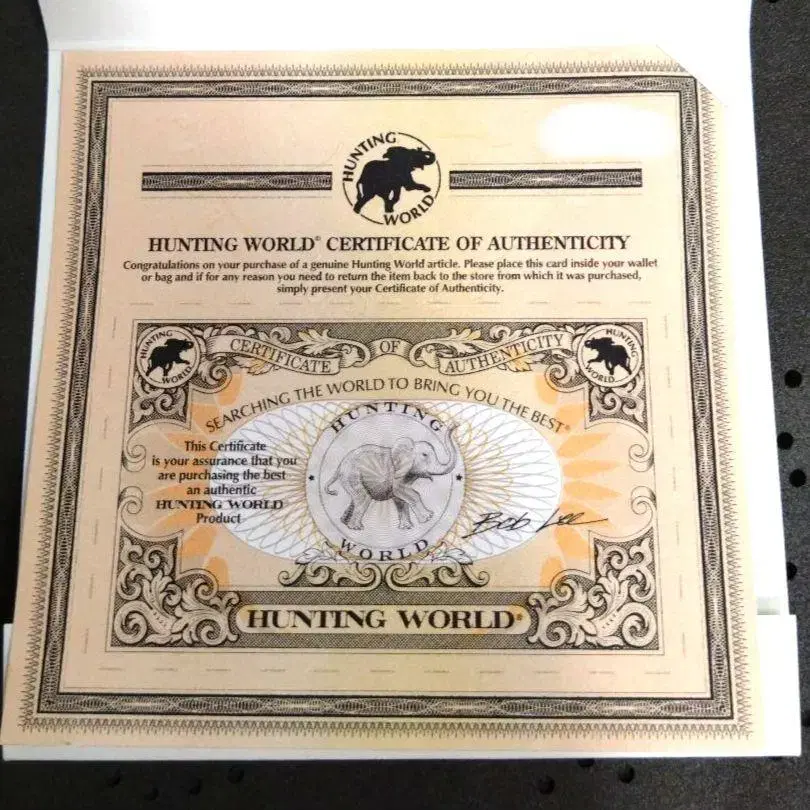 HUNTING
WORLD
HUNTING WORLD® CERTIFICATE OF AUTHENTICITY
Congratulations on your purchase of a genuine Hunting World article. Please place this card inside your wallet
or bag and if for any reason you need to return the item back to the store from which it was purchased,
simply present your Certificate of Authenticity.
HUNTING
WORLD
CERTIFICATE OF AUTHENTICITY
HUNTING
WORLD
SEARCHING THE WORLD TO BRING YOU THE BEST®
This Certificate
is your assurance that you
are purchasing the best
an authentic
HUNTING WORLD
Product
HUNTING
WORLD
Bob Lee
HUNTING WORLD®